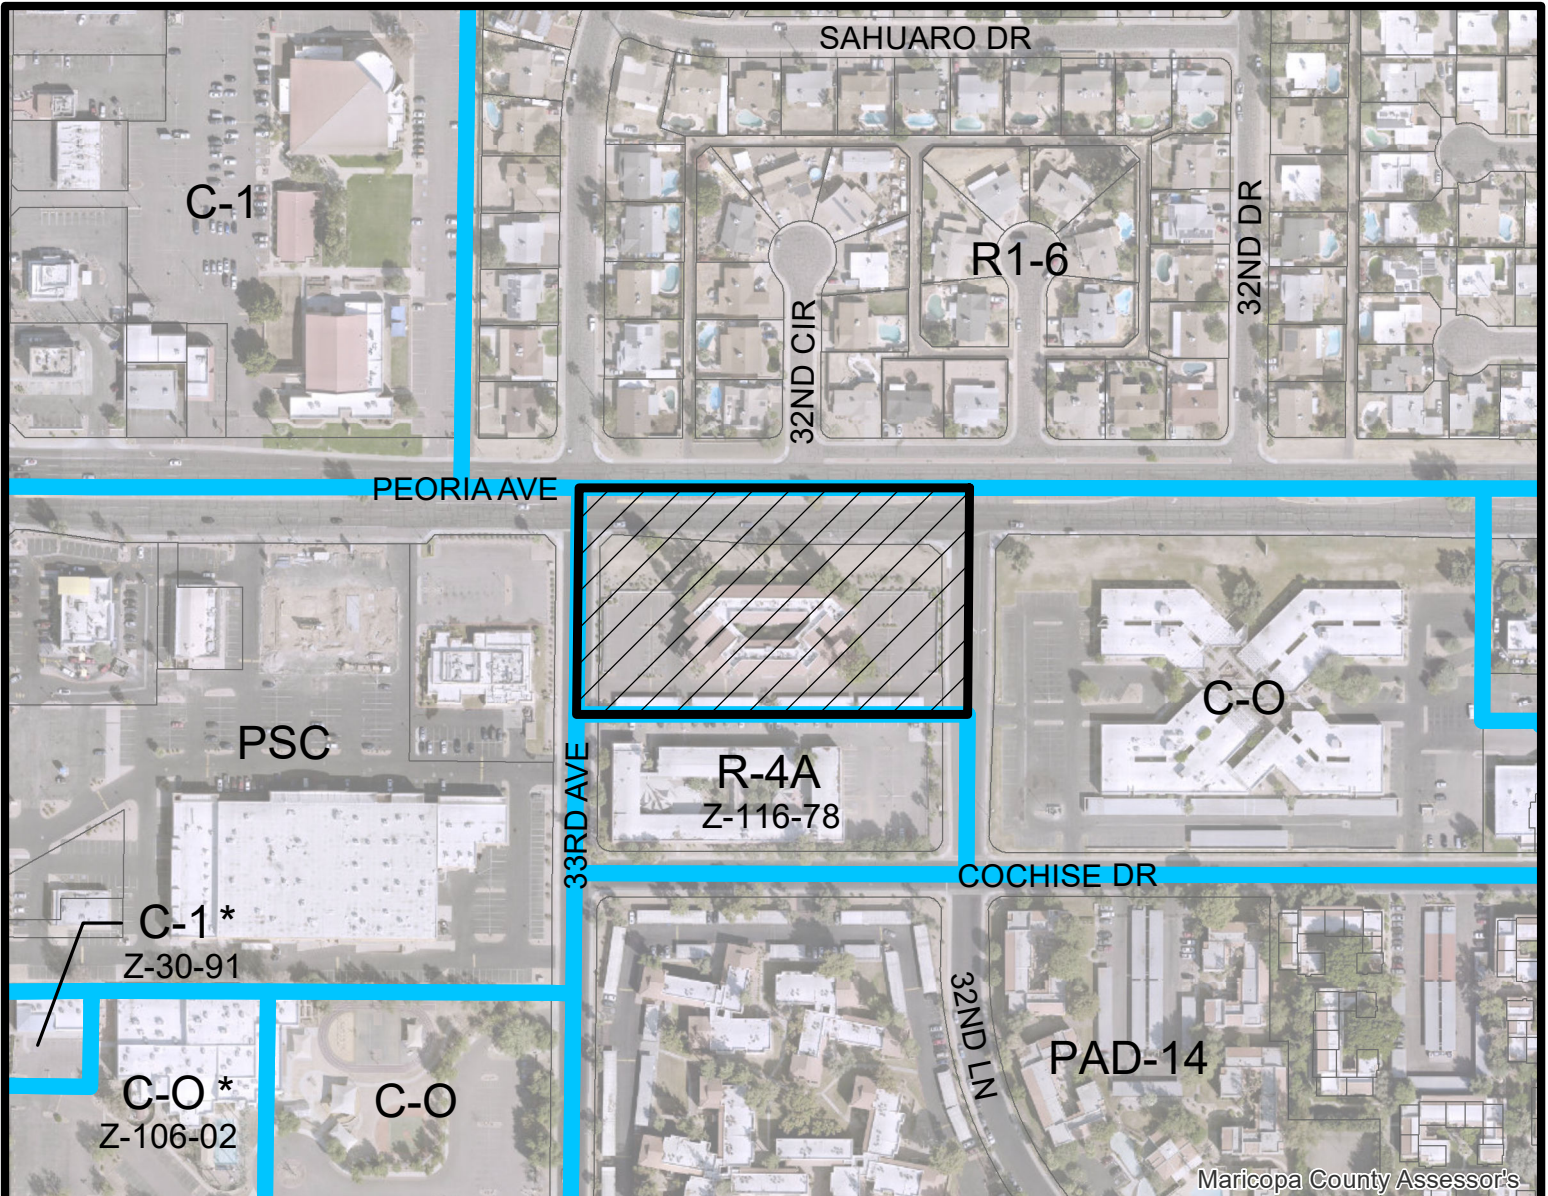 SAHUARO DR
C-1
R1-6
32ND DR
32ND CIR
PEORIA AVE
C-O
PSC
R-4A
Z-116-78
33RD AVE
COCHISE DR
C-1 *
Z-30-91
32ND LN
PAD-14
C-O *
Z-106-02
C-O
Maricopa County Assessor's